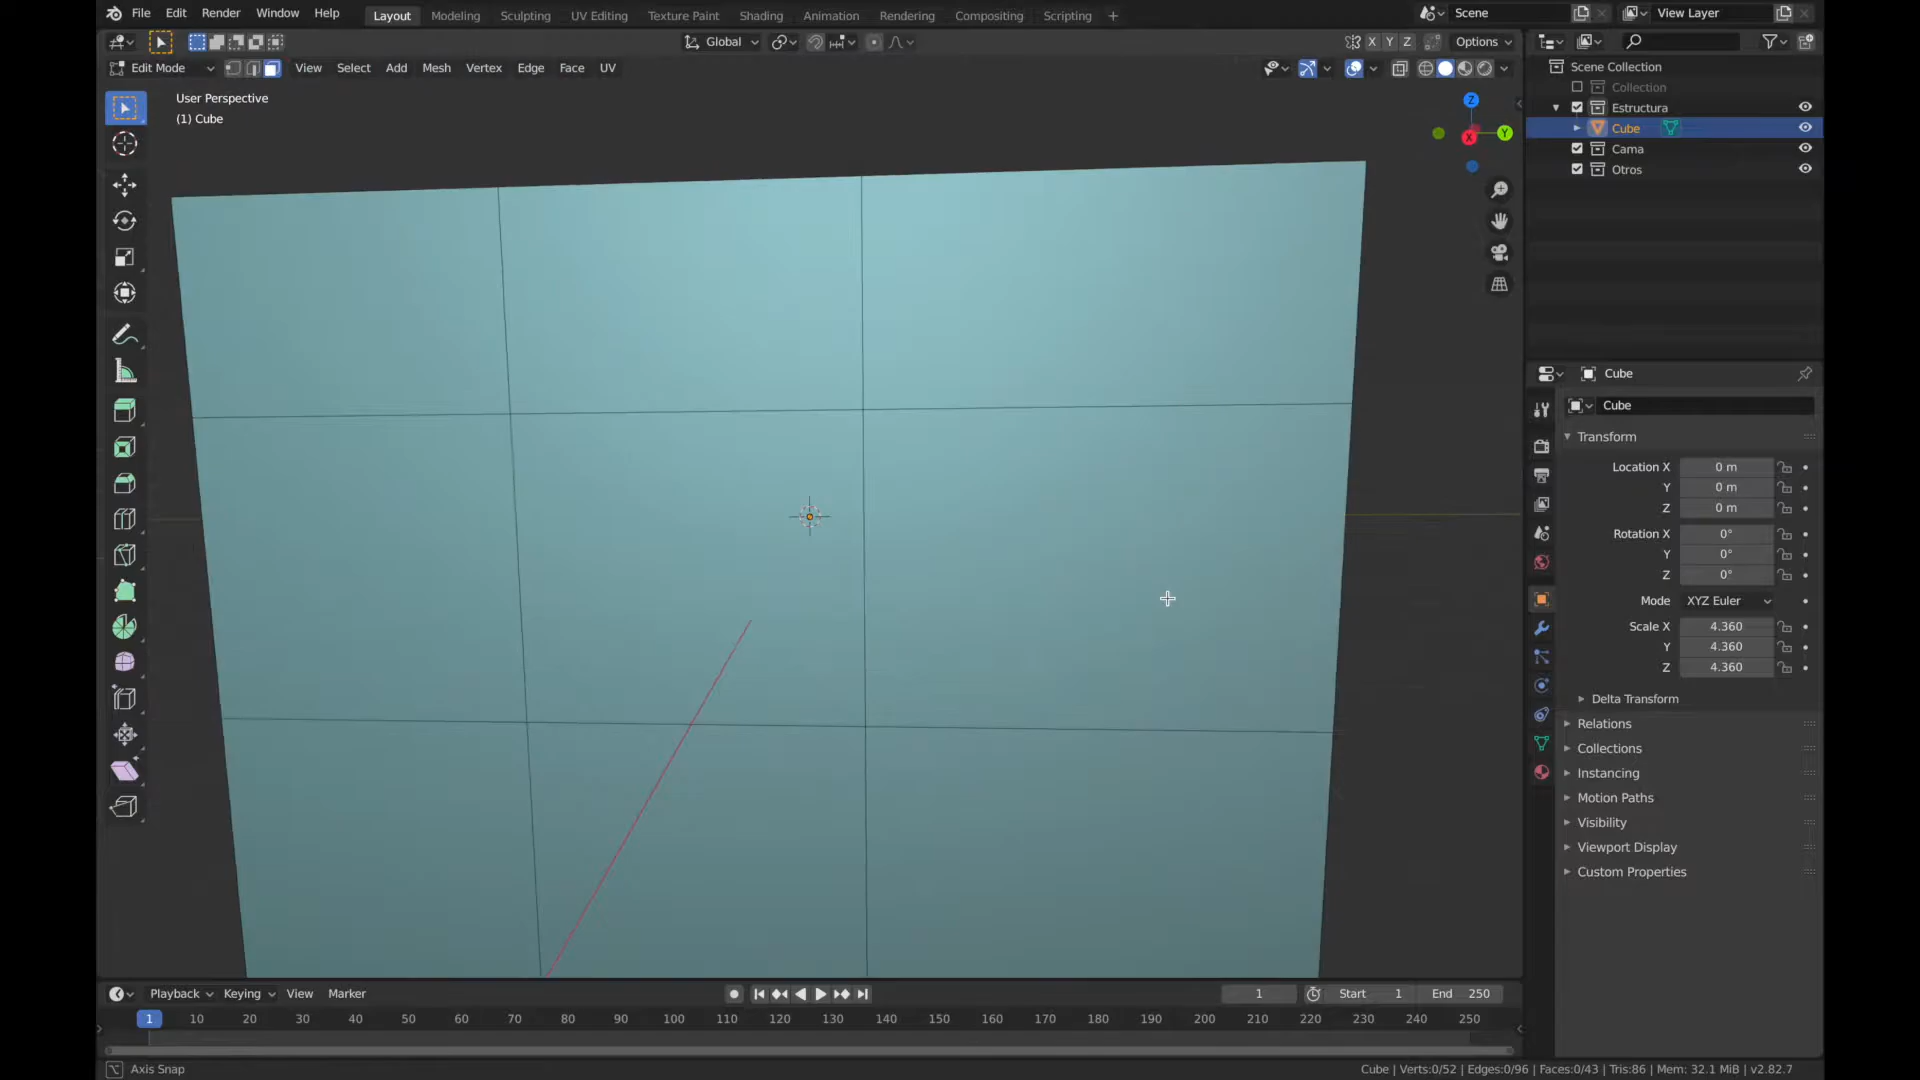 File Edit Render Window Help Layout Modeling Sculpting UV Editing Texture Paint Shading Animation Rendering Compositing Scripting + Scene View Layer
Global X Y Z Options
Edit Mode View Select Add Mesh Vertex Edge Face UV
User Perspective
(1) Cube
Z
Y
X
Scene Collection
Collection
Estructura
Cube
Cama
Otros
Cube
Cube
Transform
Location X 0 m
Y 0 m
Z 0 m
Rotation X 0°
Y 0°
Z 0°
Mode XYZ Euler
Scale X 4.360
Y 4.360
Z 4.360
Delta Transform
Relations
Collections
Instancing
Motion Paths
Visibility
Viewport Display
Custom Properties
Playback Keying View Marker 1 Start 1 End 250
1 10 20 30 40 50 60 70 80 90 100 110 120 130 140 150 160 170 180 190 200 210 220 230 240 250
Axis Snap Cube | Verts:0/52 | Edges:0/96 | Faces:0/43 | Tris:86 | Mem: 32.1 MiB | v2.82.7